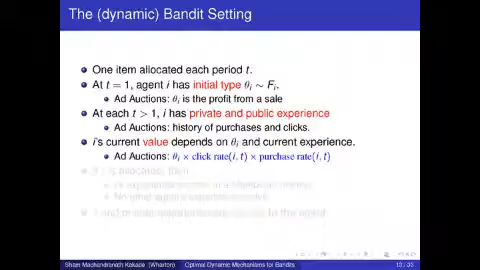 The (dynamic) Bandit Setting
One item allocated each period t.
At t = 1, agent i has initial type θi ∼ Fi.
Ad Auctions: θi is the profit from a sale
At each t > 1, i has private and public experience
Ad Auctions: history of purchases and clicks.
i's current value depends on θi and current experience.
Ad Auctions: θi × click rate(i, t) × purchase rate(i, t)
Sham Machandranath Kakade (Wharton) Optimal Dynamic Mechanisms for Bandits 13 / 33